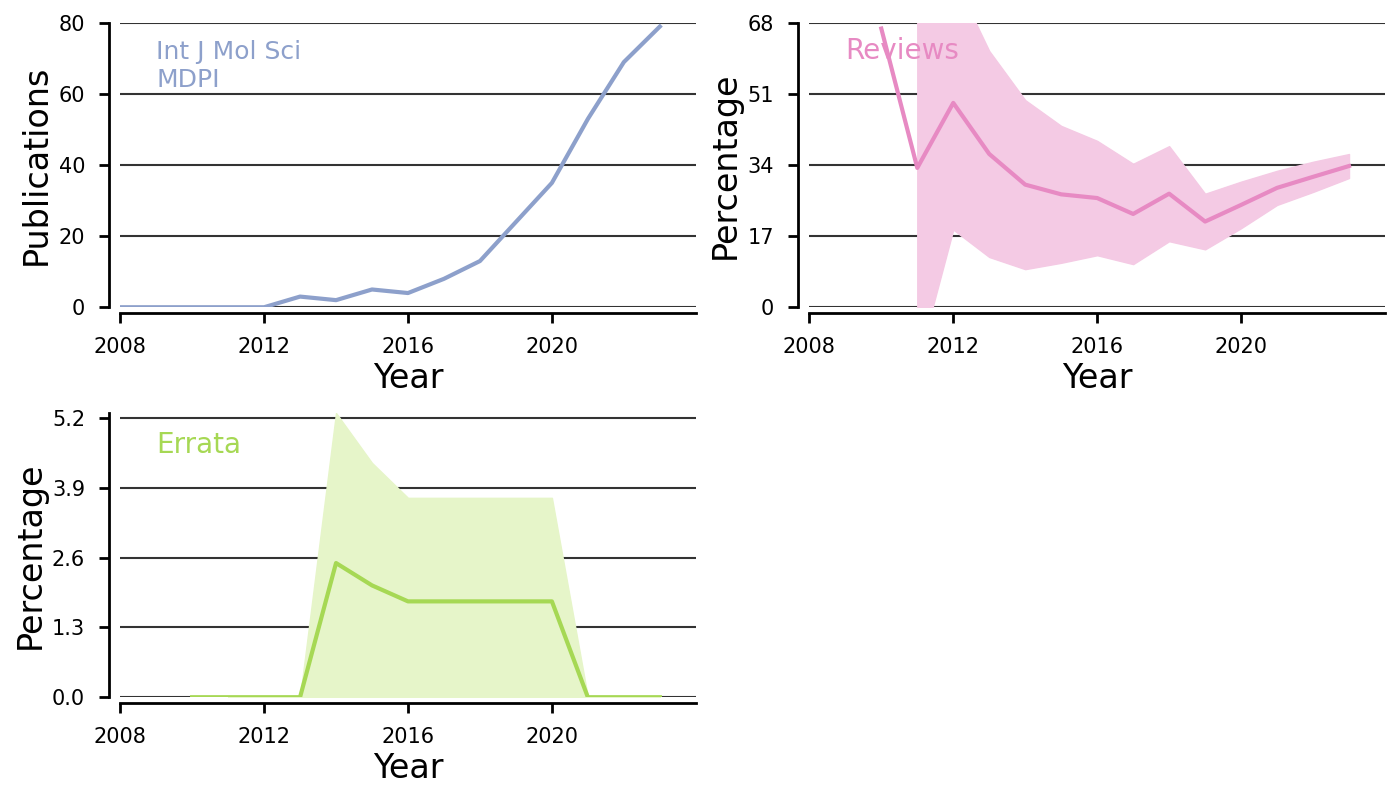 Publications
80
60
40
20
0
Int J Mol Sci
MDPI
2008
2012
2016
2020
Year
Percentage
68
51
34
17
0
Reviews
2008
2012
2016
2020
Year
Percentage
5.2
3.9
2.6
1.3
0.0
Errata
2008
2012
2016
2020
Year